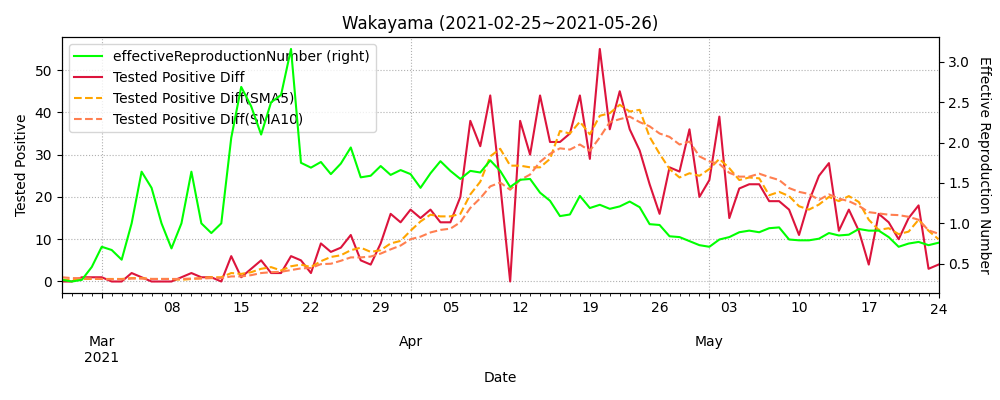 Wakayama (2021-02-25~2021-05-26)
effectiveReproductionNumber (right)
Tested Positive Diff
Tested Positive Diff(SMA5)
Tested Positive Diff(SMA10)
Tested Positive
50
40
30
20
10
0
3.0
2.5
2.0
1.5
1.0
0.5
Effective Reproduction Number
08 15 22 29 05 12 19 26 03 10 17 24
Mar Apr May
2021
Date